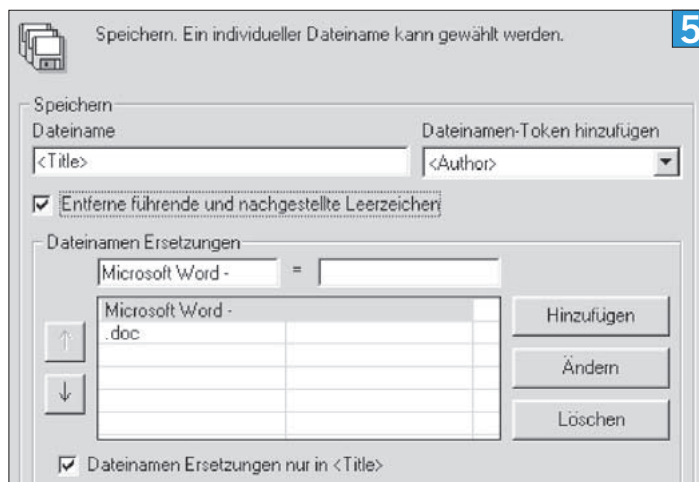 Speichern. Ein individueller Dateiname kann gewählt werden.
5
Speichern
Dateiname
Dateinamen-Token hinzufügen
<Title>
<Author>
Entferne führende und nachgestellte Leerzeichen
Dateinamen Ersetzungen
Microsoft Word - =
Microsoft Word -
.doc
Hinzufügen
Ändern
Löschen
Dateinamen Ersetzungen nur in <Title>